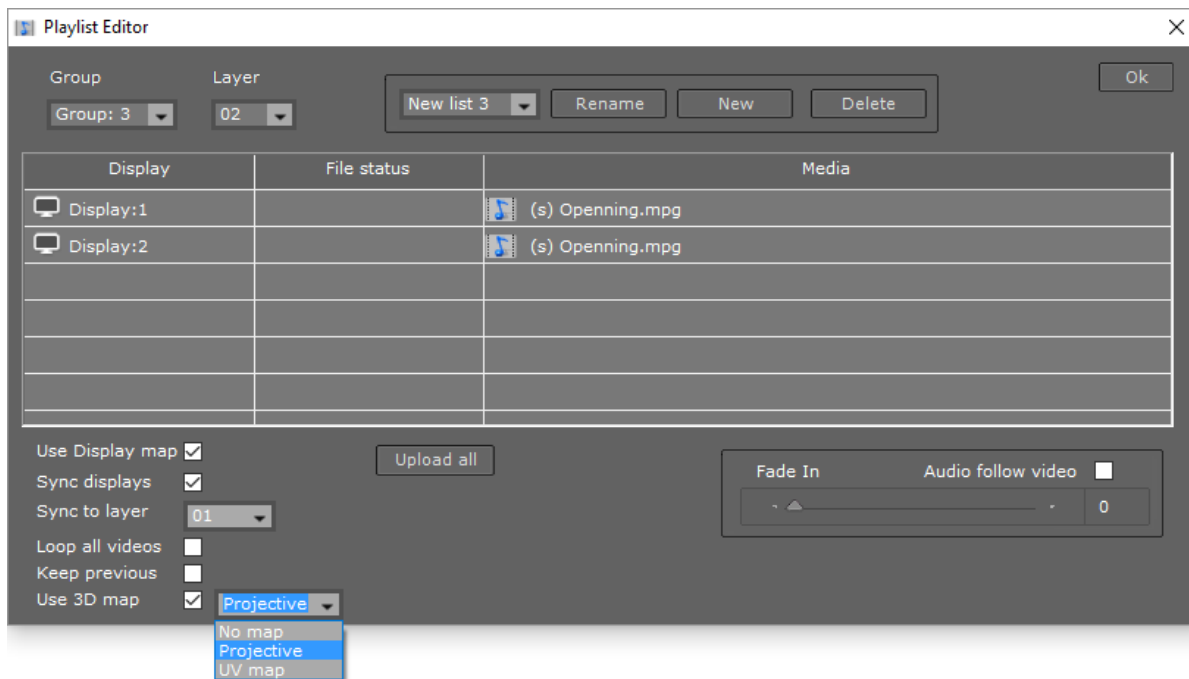 Playlist Editor
Group Layer
Group: 3 02 New list 3 Rename New Delete Ok
Display File status Media
Display:1 (s) Openning.mpg
Display:2 (s) Openning.mpg
Use Display map Upload all
Sync displays Fade In Audio follow video
Sync to layer 01 0
Loop all videos
Keep previous
Use 3D map Projective
No map
Projective
UV map